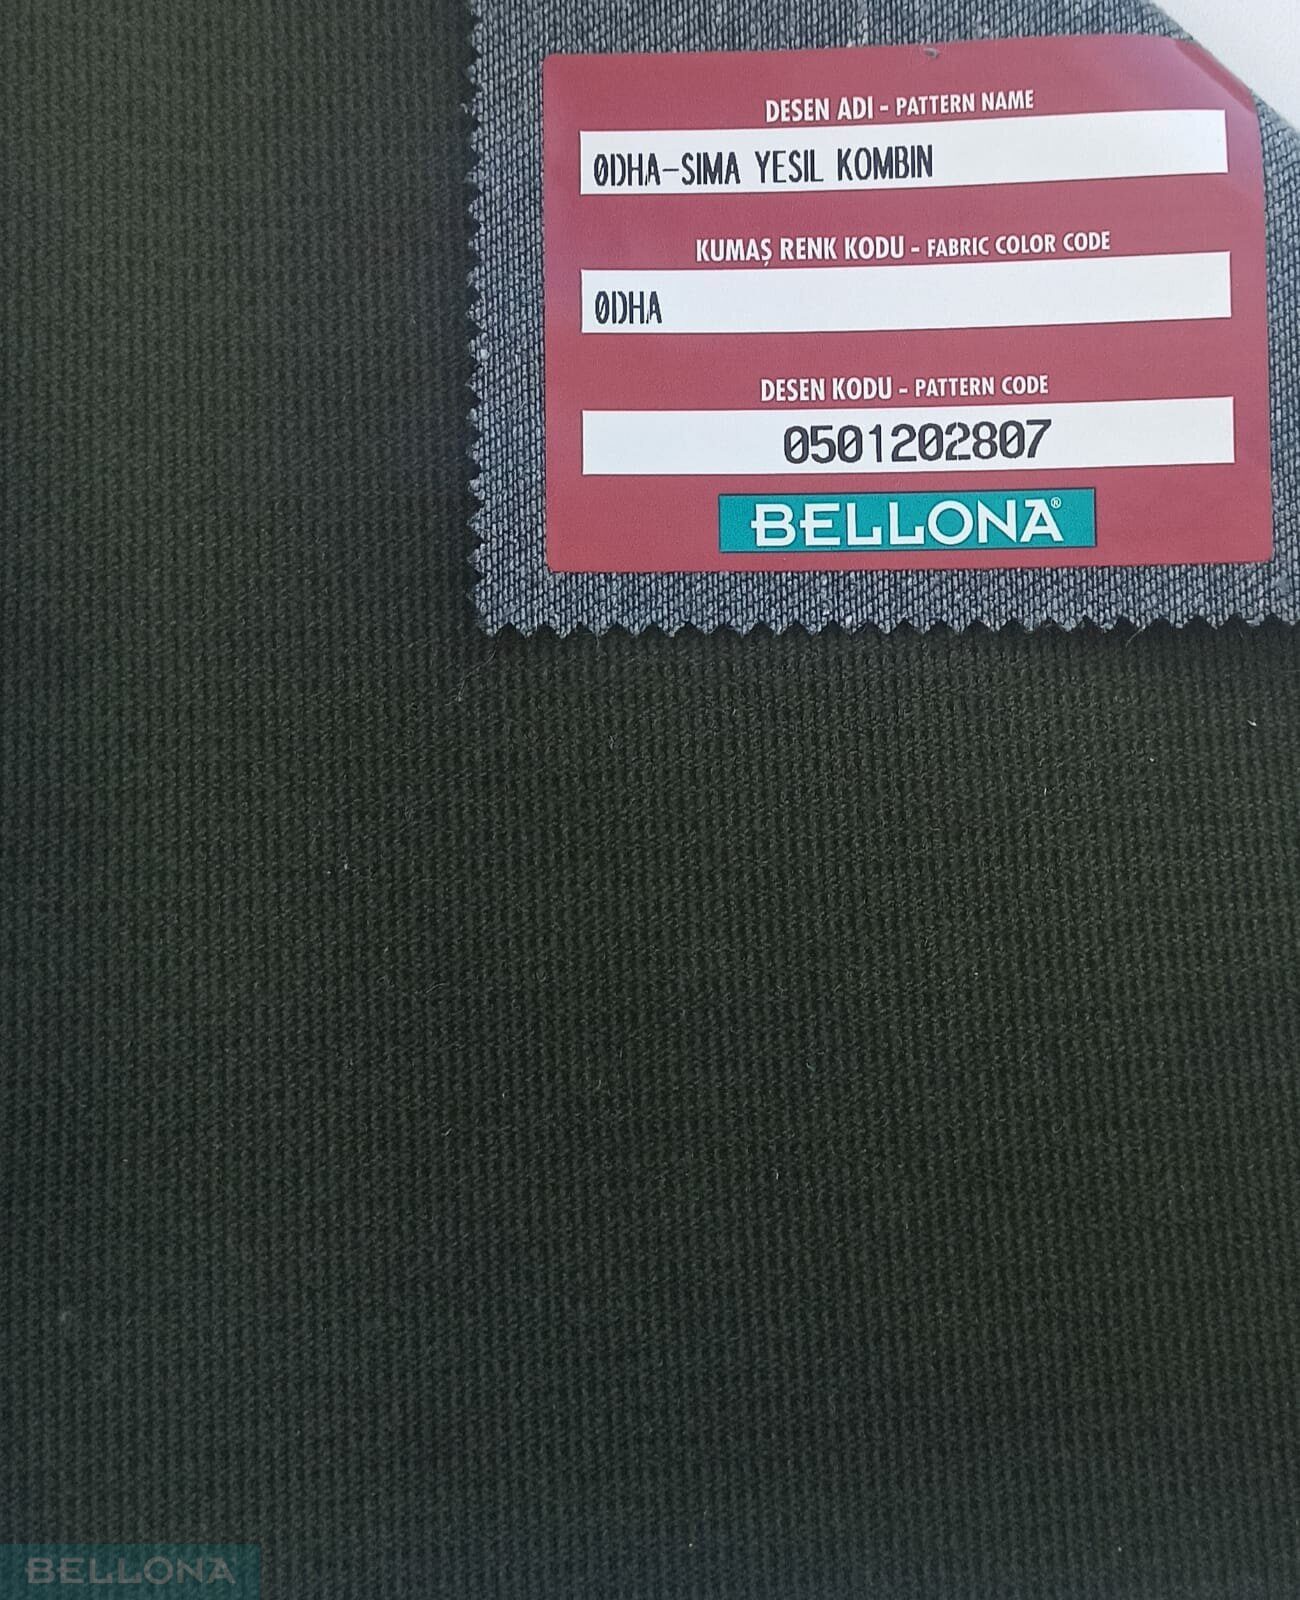 DESEN ADI - PATTERN NAME
0DHA-SIMA YESIL KOMBIN
KUMAŞ RENK KODU - FABRIC COLOR CODE
0DHA
DESEN KODU - PATTERN CODE
0501202807
BELLONA®
BELLONA